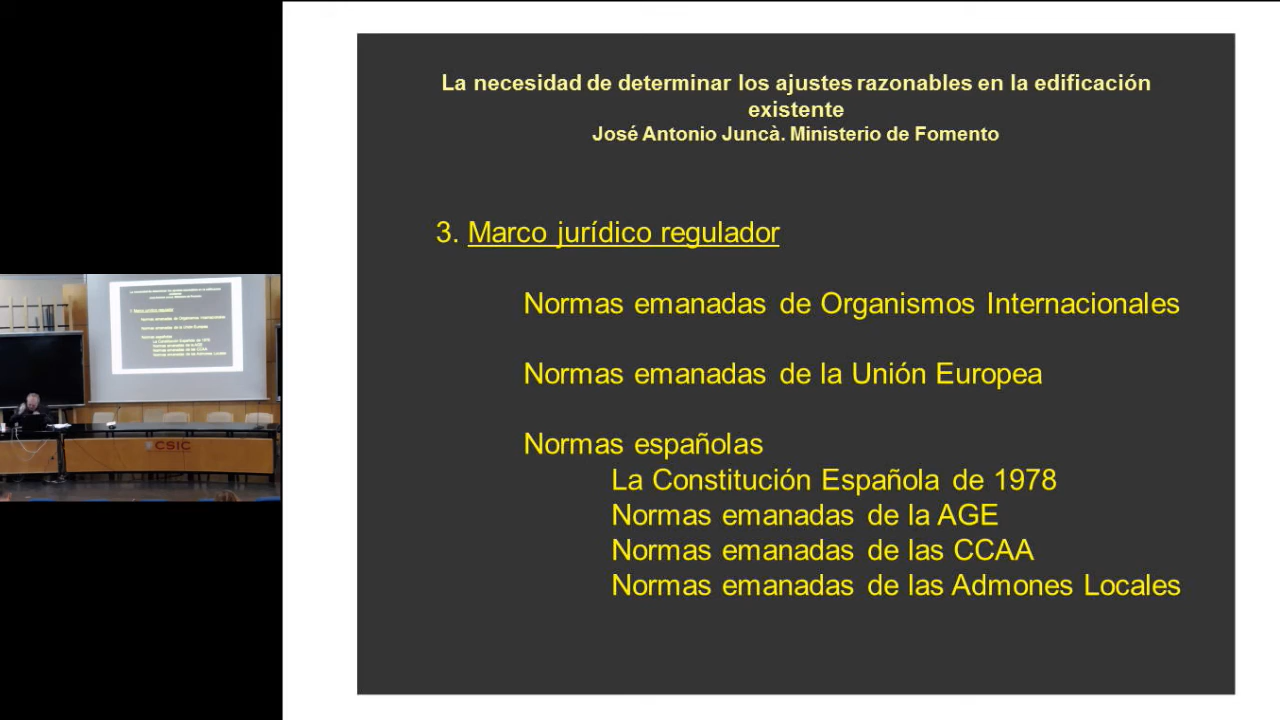 La necesidad de determinar los ajustes razonables en la edificación
existente
José Antonio Juncà. Ministerio de Fomento
3. Marco jurídico regulador
Normas emanadas de Organismos Internacionales
Normas emanadas de la Unión Europea
Normas españolas
La Constitución Española de 1978
Normas emanadas de la AGE
Normas emanadas de las CCAA
Normas emanadas de las Admones Locales
CSIC